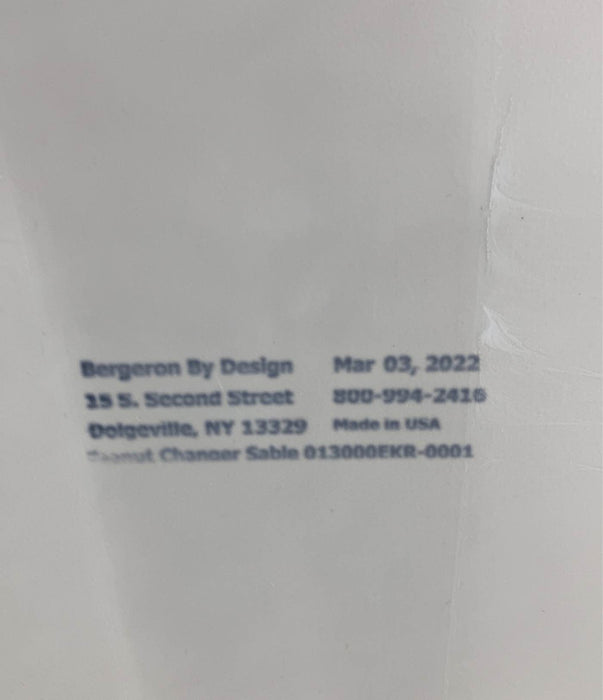 Bergeron By Design Mar 03, 2022
15 S. Second Street 800-994-2416
Dolgeville, NY 13329 Made in USA
Changer Sable 013000EKR-0001